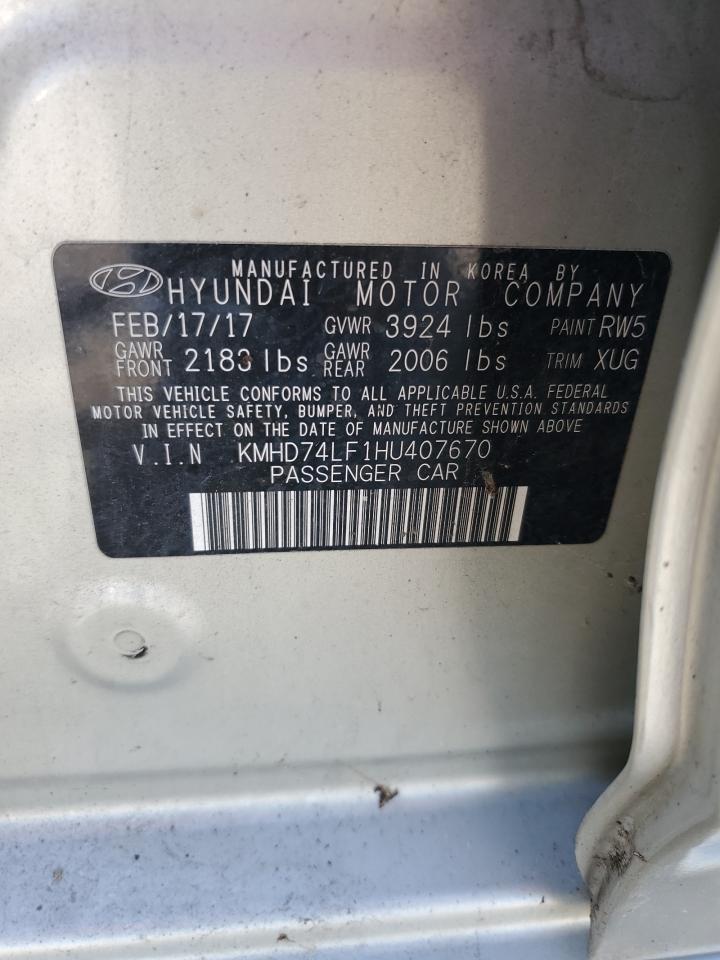 MANUFACTURED IN KOREA BY
HYUNDAI MOTOR COMPANY
FEB/17/17 GVWR 3924 lbs PAINT RW5
GAWR FRONT 2183 lbs GAWR REAR 2006 lbs TRIM XUG
THIS VEHICLE CONFORMS TO ALL APPLICABLE U.S.A. FEDERAL
MOTOR VEHICLE SAFETY, BUMPER, AND THEFT PREVENTION STANDARDS
IN EFFECT ON THE DATE OF MANUFACTURE SHOWN ABOVE
V.I.N KMHD74LF1HU407670
PASSENGER CAR